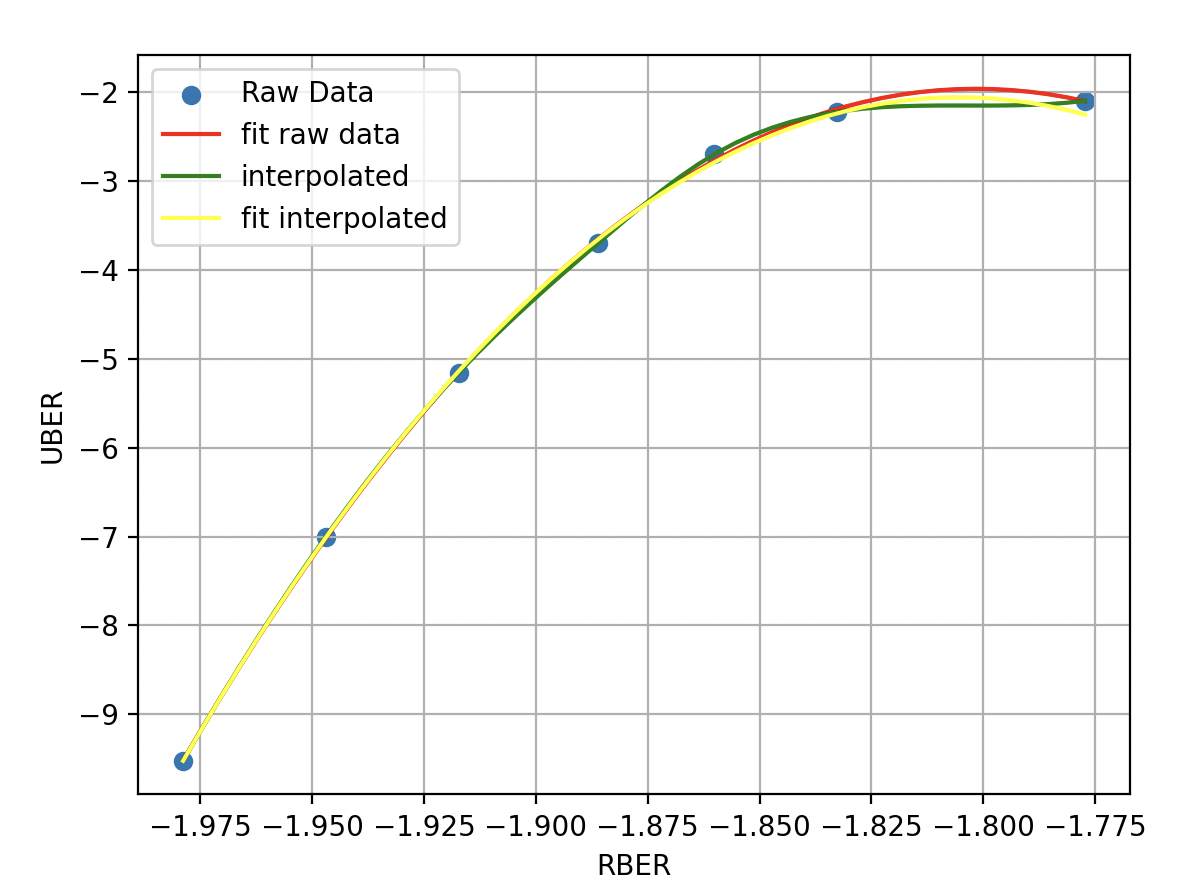 Raw Data
fit raw data
interpolated
fit interpolated
−2
−3
−4
−5
−6
−7
−8
−9
UBER
−1.975 −1.950 −1.925 −1.900 −1.875 −1.850 −1.825 −1.800 −1.775
RBER